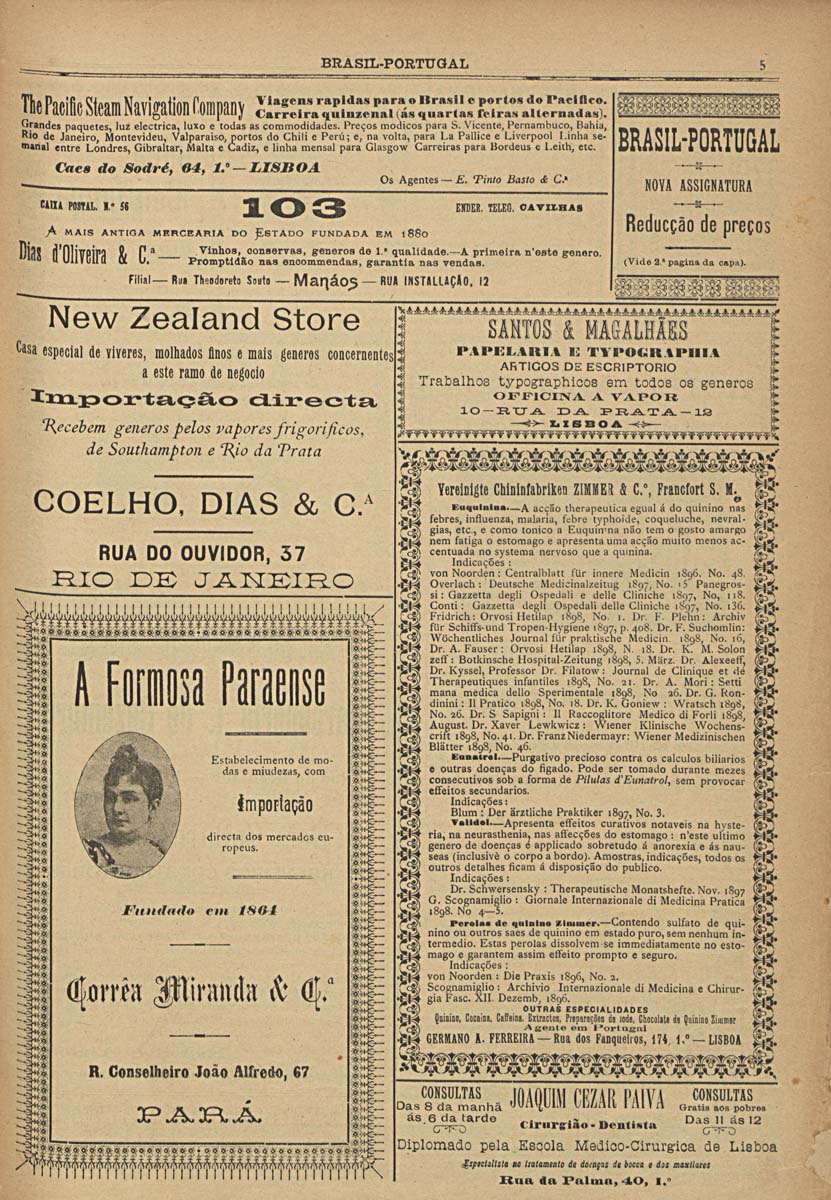 BRASIL-PORTUGAL
5
The Pacific Steam Navigation Company
Viagens rapidas para o Brasil e portos do Pacifico.
Carreira quinzenal (ás quartas feiras alternadas).
Grandes paquetes, luz electrica, luxo e todas as commodidades. Preços modicos para S. Vicente, Pernambuco, Bahia,
Rio de Janeiro, Montevideu, Valparaiso, portos do Chili e Perú; e, na volta, para La Pallice e Liverpool Linha se-
manal entre Londres, Gibraltar, Malta e Cadiz, e linha mensal para Glasgow Carreiras para Bordeus e Leith, etc.
Caes do Sodré, 64, 1.º — LISBOA
Os Agentes — E. Pinto Basto & C.ª
BRASIL-PORTUGAL
NOVA ASSIGNATURA
Reducção de preços
(Vide 2.ª pagina da capa).
CAIXA POSTAL. N.º 56
103
ENDER. TELEG. CAVILHAS
A MAIS ANTIGA MERCEARIA DO ESTADO FUNDADA EM 1880
Dias d'Oliveira & C.ª —
Vinhos, conservas, generos de 1.ª qualidade.—A primeira n'este genero.
Promptidão nas encommendas, garantia nas vendas.
Filial — Rua Theodoreto Souto — Manáos — RUA INSTALLAÇÃO, 12
New Zealand Store
Casa especial de viveres, molhados finos e mais generos concernentes
a este ramo de negocio
Importação directa
Recebem generos pelos vapores frigorificos,
de Southampton e Rio da Prata
COELHO, DIAS & C.A
RUA DO OUVIDOR, 37
RIO DE JANEIRO
SANTOS & MAGALHÃES
PAPELARIA E TYPOGRAPHIA
ARTIGOS DE ESCRIPTORIO
Trabalhos typographicos em todos os generos
OFFICINA A VAPOR
10—RUA DA PRATA—12
LISBOA
A Formosa Paraense
Estabelecimento de mo-
das e miudezas, com
Importação
directa dos mercados eu-
ropeus.
Fundado em 1864
Corrêa Miranda & C.ª
R. Conselheiro João Alfredo, 67
PARÁ
Vereinigte Chininfabriken ZIMMER & C.º, Francfort S. M.
Euquinina.—A acção therapeutica egual á do quinino nas
febres, influenza, malaria, febre typhoide, coqueluche, nevral-
gias, etc., e como tonico a Euquinina não tem o gosto amargo
nem fatiga o estomago e apresenta uma acção muito menos ac-
centuada no systema nervoso que a quinina.
Indicações :
von Noorden : Centralblatt für innere Medicin 1896. No. 48.
Overlach : Deutsche Medicinalzeitug 1897, No. 15 Panegros-
si : Gazzetta degli Ospedali e delle Cliniche 1897, No, 118.
Conti : Gazzetta degli Ospedali delle Cliniche 1897, No. 136.
Fridrich : Orvosi Hetilap 1898, No. 1. Dr. F. Plehn : Archiv
für Schiffs-und Tropen-Hygiene 1897, p. 408. Dr. F. Suchomlin:
Wöchentliches Journal für praktische Medicin 1898, No. 16,
Dr. A. Fauser : Orvosi Hetilap 1898, N. 18. Dr. K. M. Solon
zeff : Botkinsche Hospital-Zeitung 1898, 5. März. Dr. Alexeeff,
Dr. Kyssel, Professor Dr. Filatow : Journal de Clinique et dé
Therapeutiques infantiles 1898, No. 21. Dr. A. Mori : Setti
mana medica dello Sperimentale 1898, No 26. Dr. G. Ron-
dinini : Il Pratico 1898, No. 18. Dr. K. Goniew : Wratsch 1898,
No. 26. Dr. S Sapigni : Il Raccoglitore Medico di Forli 1898,
August. Dr. Xaver Lewkwicz : Wiener Klinische Wochens-
crift 1898, No. 41. Dr. Franz Niedermayr: Wiener Medizinischen
Blätter 1898, No. 46.
Eunatrol.—Purgativo precioso contra os calculos biliarios
e outras doenças do figado. Pode ser tomado durante mezes
consecutivos sob a forma de Pilulas d'Eunatrol, sem provocar
effeitos secundarios.
Indicações :
Blum : Der ärztliche Praktiker 1897, No. 3.
Validol.—Apresenta effeitos curativos notaveis na hyste-
ria, na neurasthenia, nas affecções do estomago : n'este ultimo
genero de doenças é applicado sobretudo á anorexia e ás nau-
seas (inclusivè o corpo a bordo). Amostras, indicações, todos os
outros detalhes ficam á disposição do publico.
Indicações :
Dr. Schwersensky : Therapeutische Monatshefte. Nov. 1897
G. Scognamiglio : Giornale Internazionale di Medicina Pratica
1898. No 4—5.
Perolas de quinino Zimmer.—Contendo sulfato de qui-
nino ou outros saes de quinino em estado puro, sem nenhum in-
termedio. Estas perolas dissolvem se immediatamente no esto-
mago e garantem assim effeito prompto e seguro.
Indicações :
von Noorden : Die Praxis 1896, No. 2.
Scognamiglio : Archivio Internazionale di Medicina e Chirur-
gia Fasc. XII. Dezemb, 1896.
OUTRAS ESPECIALIDADES
Quinino, Cocaina, Caffeina. Extractos, Preparações de iode, Chocolate de Quinino Zimmer
Agente em Portugal
GERMANO A. FERREIRA — Rua dos Fanqueiros, 174, 1.º — LISBOA
CONSULTAS
Das 8 da manhã
ás 6 da tarde
JOAQUIM CEZAR PAIVA
Cirurgião-Dentista
CONSULTAS
Gratis aos pobres
Das 11 ás 12
Diplomado pela Escola Medico-Cirurgica de Lisboa
Especialista no tratamento de doenças de bocca e dos maxilares
Rua da Palma, 40, 1.º